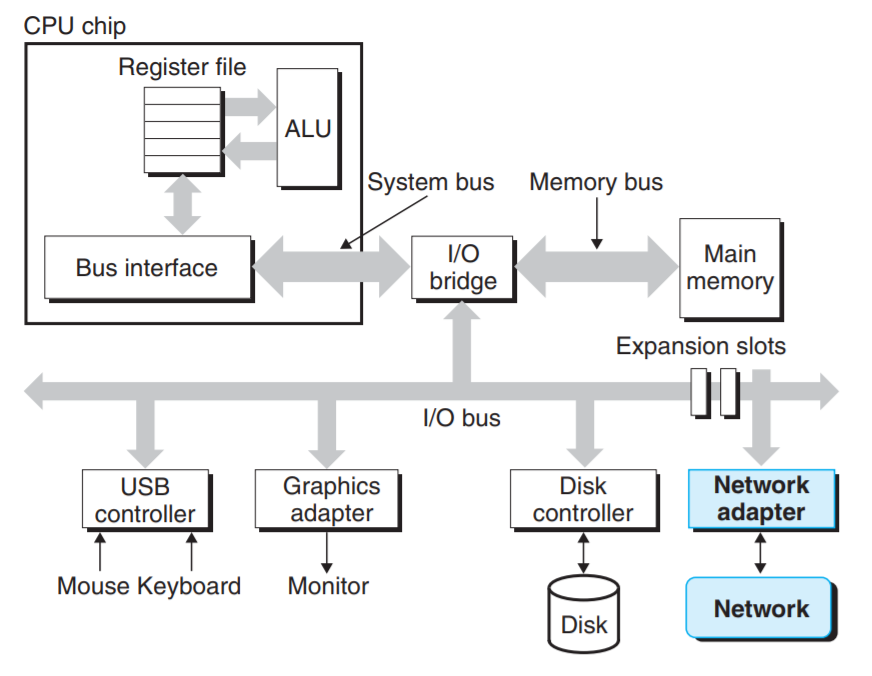 CPU chip
Register file
ALU
System bus
Memory bus
Bus interface
I/O
bridge
Main
memory
Expansion slots
I/O bus
USB
controller
Graphics
adapter
Disk
controller
Network
adapter
Mouse Keyboard
Monitor
Disk
Network